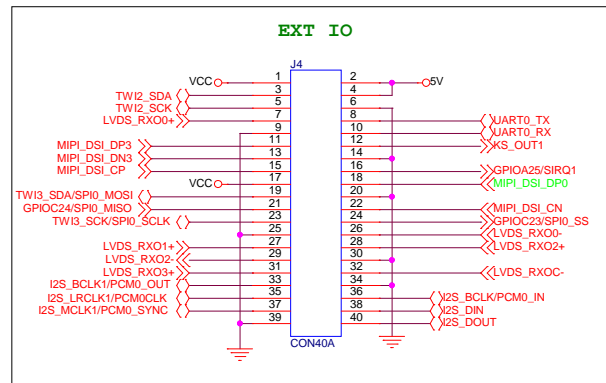 EXT IO
J4
VCC 1 2 5V
TWI2_SDA 3 4
TWI2_SCK 5 6
LVDS_RXO0+ 7 8 UART0_TX
9 10 UART0_RX
MIPI_DSI_DP3 11 12 KS_OUT1
MIPI_DSI_DN3 13 14
MIPI_DSI_CP 15 16 GPIOA25/SIRQ1
VCC 17 18 MIPI_DSI_DP0
TWI3_SDA/SPI0_MOSI 19 20
GPIOC24/SPI0_MISO 21 22 MIPI_DSI_CN
TWI3_SCK/SPI0_SCLK 23 24 GPIOC23/SPI0_SS
25 26 LVDS_RXO0-
LVDS_RXO1+ 27 28 LVDS_RXO2+
LVDS_RXO2- 29 30
LVDS_RXO3+ 31 32 LVDS_RXOC-
I2S_BCLK1/PCM0_OUT 33 34
I2S_LRCLK1/PCM0CLK 35 36 I2S_BCLK/PCM0_IN
I2S_MCLK1/PCM0_SYNC 37 38 I2S_DIN
39 40 I2S_DOUT
CON40A